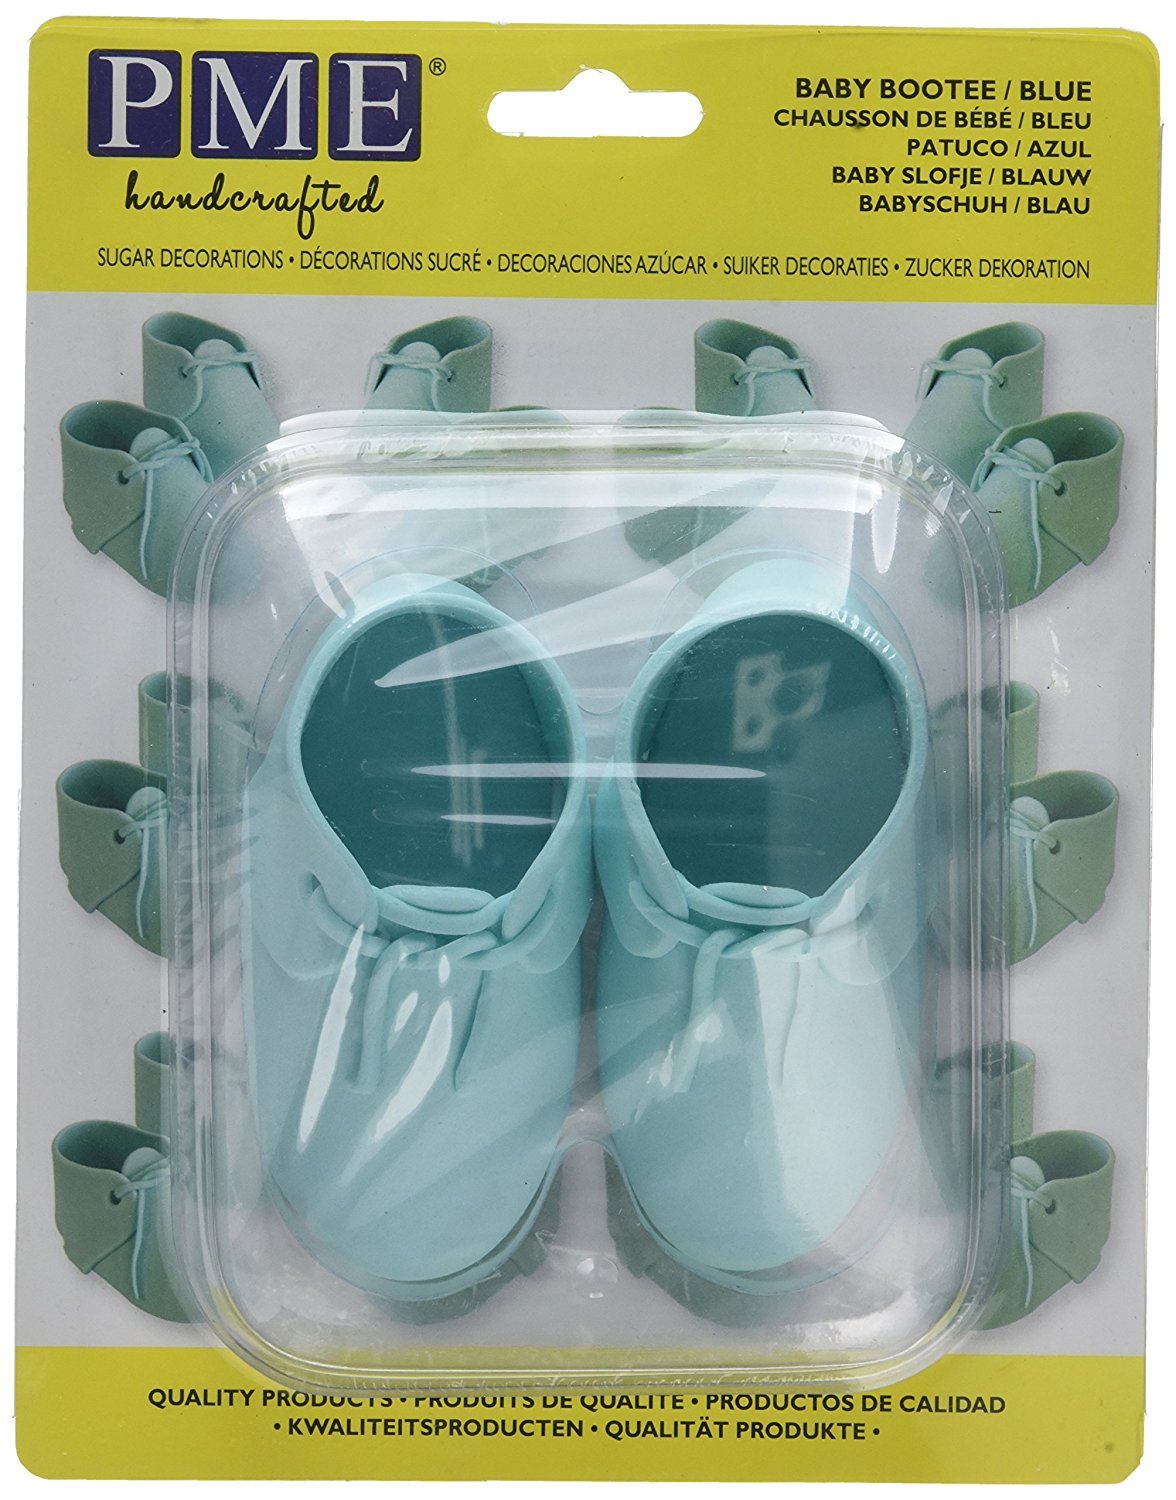 PME®
handcrafted
BABY BOOTEE / BLUE
CHAUSSON DE BÉBÉ / BLEU
PATUCO / AZUL
BABY SLOFJE / BLAUW
BABYSCHUH / BLAU
SUGAR DECORATIONS • DÉCORATIONS SUCRÉ • DECORACIONES AZÚCAR • SUIKER DECORATIES • ZUCKER DEKORATION
QUALITY PRODUCTS • PRODUITS DE QUALITE • PRODUCTOS DE CALIDAD
• KWALITEITSPRODUCTEN • QUALITÄT PRODUKTE •